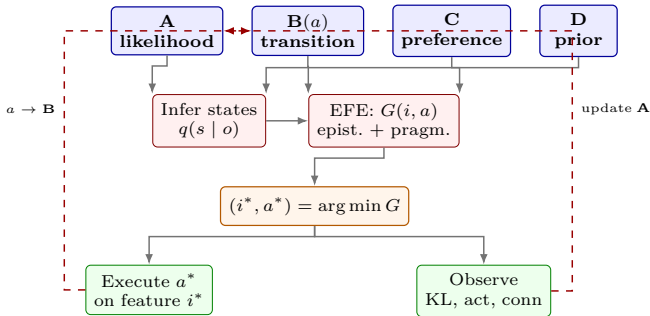 A
likelihood
B(a)
transition
C
preference
D
prior
a → B
Infer states
q(s | o)
EFE: G(i, a)
epist. + pragm.
update A
(i*, a*) = arg min G
Execute a*
on feature i*
Observe
KL, act, conn